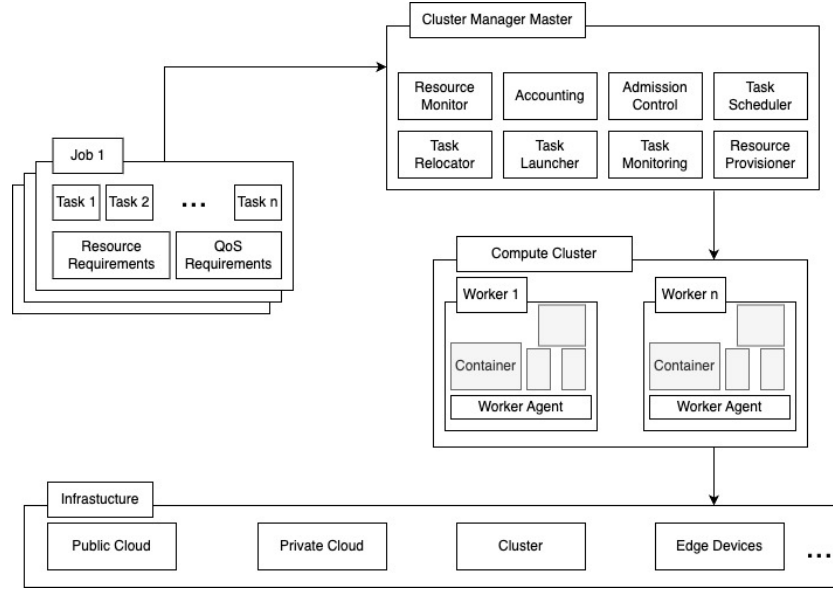 Cluster Manager Master
Resource
Monitor
Accounting
Admission
Control
Task
Scheduler
Task
Relocator
Task
Launcher
Task
Monitoring
Resource
Provisioner
Job 1
Task 1
Task 2
...
Task n
Resource
Requirements
QoS
Requirements
Compute Cluster
Worker 1
Container
Worker Agent
Worker n
Container
Worker Agent
Infrastucture
Public Cloud
Private Cloud
Cluster
Edge Devices
...